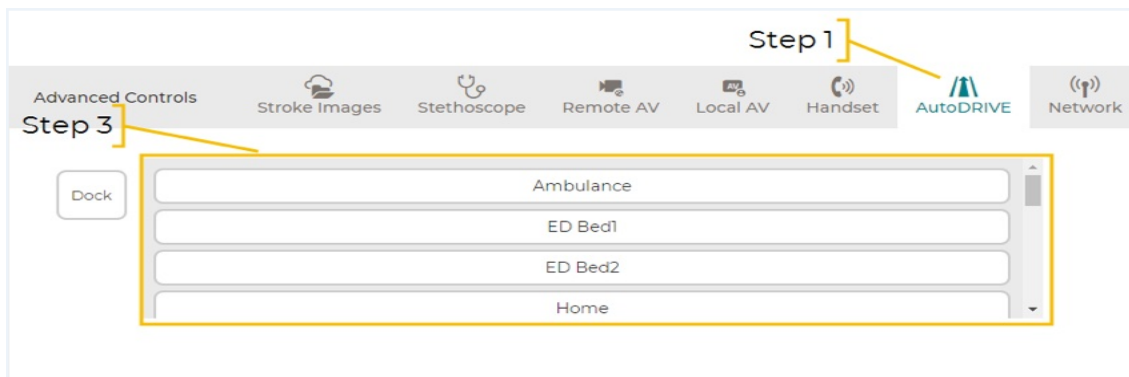 Step 1
Advanced Controls
Stroke Images
Stethoscope
Remote AV
Local AV
Handset
AutoDRIVE
Network
Step 3
Dock
Ambulance
ED Bed1
ED Bed2
Home